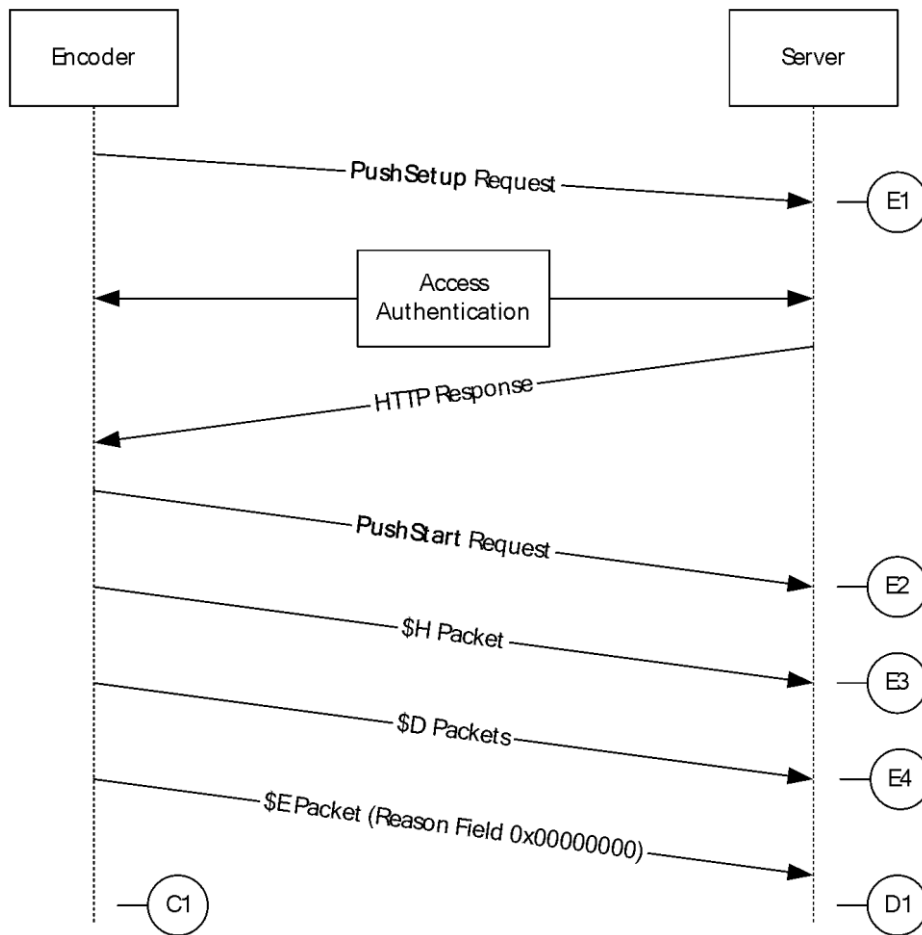 Encoder
Server
PushSetup Request
E1
Access
Authentication
HTTP Response
PushStart Request
E2
$H Packet
E3
$D Packets
E4
$E Packet (Reason Field 0x00000000)
C1
D1